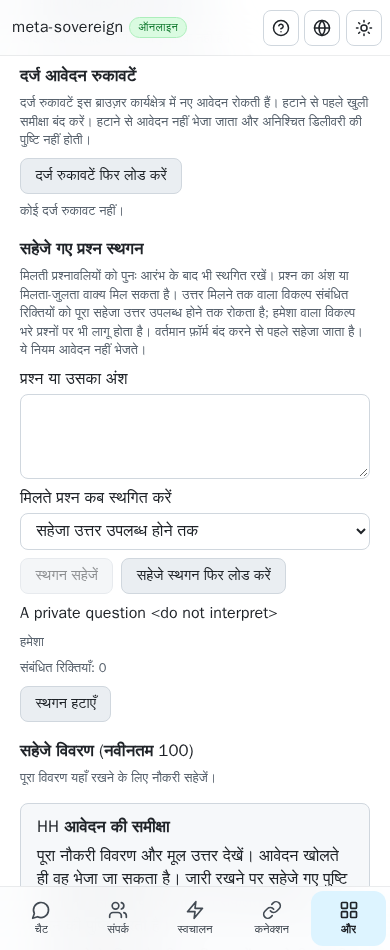 meta-sovereign ऑनलाइन
दर्ज आवेदन रुकावटें
दर्ज रुकावटें इस ब्राउज़र कार्यक्षेत्र में नए आवेदन रोकती हैं। हटाने से पहले खुली
समीक्षा बंद करें। हटाने से आवेदन नहीं भेजा जाता और अनिश्चित डिलीवरी की
पुष्टि नहीं होती।
दर्ज रुकावटें फिर लोड करें
कोई दर्ज रुकावट नहीं।
सहेजे गए प्रश्न स्थगन
मिलती प्रश्नावलियों को पुनः आरंभ के बाद भी स्थगित रखें। प्रश्न का अंश या
मिलता-जुलता वाक्य मिल सकता है। उत्तर मिलने तक वाला विकल्प संबंधित
रिक्तियों को पूरा सहेजा उत्तर उपलब्ध होने तक रोकता है; हमेशा वाला विकल्प
भरे प्रश्नों पर भी लागू होता है। वर्तमान फ़ॉर्म बंद करने से पहले सहेजा जाता है।
ये नियम आवेदन नहीं भेजते।
प्रश्न या उसका अंश
मिलते प्रश्न कब स्थगित करें
सहेजा उत्तर उपलब्ध होने तक
स्थगन सहेजें सहेजे स्थगन फिर लोड करें
A private question <do not interpret>
हमेशा
संबंधित रिक्तियाँ: 0
स्थगन हटाएँ
सहेजे विवरण (नवीनतम 100)
पूरा विवरण यहाँ रखने के लिए नौकरी सहेजें।
HH आवेदन की समीक्षा
पूरा नौकरी विवरण और मूल उत्तर देखें। आवेदन खोलते
ही वह भेजा जा सकता है। जारी रखने पर सहेजे गए पुष्टि
चैट संपर्क स्वचालन कनेक्शन और